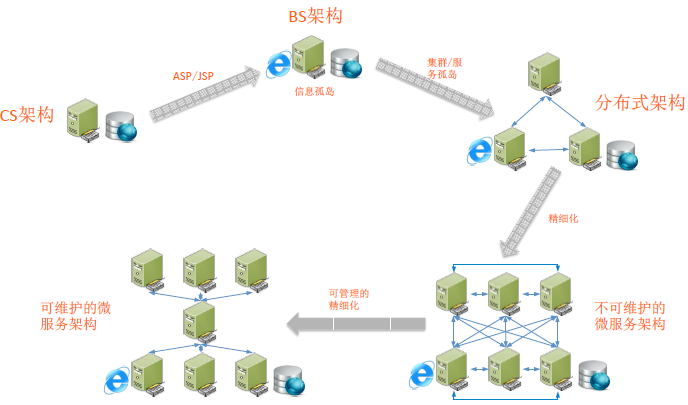 BS架构
ASP/JSP
信息孤岛
集群/服
务孤岛
CS架构
分布式架构
精细化
可管理的
精细化
可维护的微
服务架构
不可维护的
微服务架构